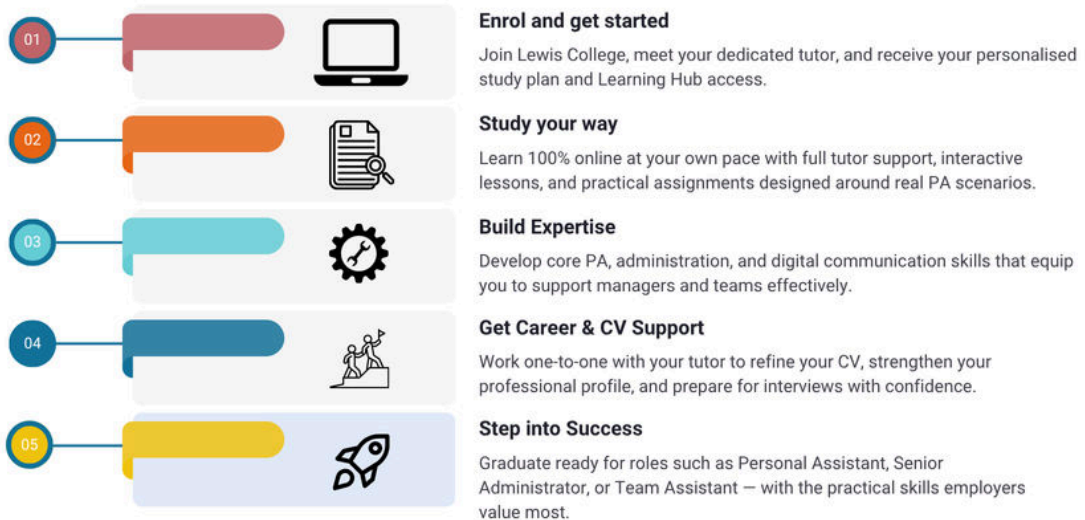 01
Enrol and get started
Join Lewis College, meet your dedicated tutor, and receive your personalised
study plan and Learning Hub access.
02
Study your way
Learn 100% online at your own pace with full tutor support, interactive
lessons, and practical assignments designed around real PA scenarios.
03
Build Expertise
Develop core PA, administration, and digital communication skills that equip
you to support managers and teams effectively.
04
Get Career & CV Support
Work one-to-one with your tutor to refine your CV, strengthen your
professional profile, and prepare for interviews with confidence.
05
Step into Success
Graduate ready for roles such as Personal Assistant, Senior
Administrator, or Team Assistant — with the practical skills employers
value most.